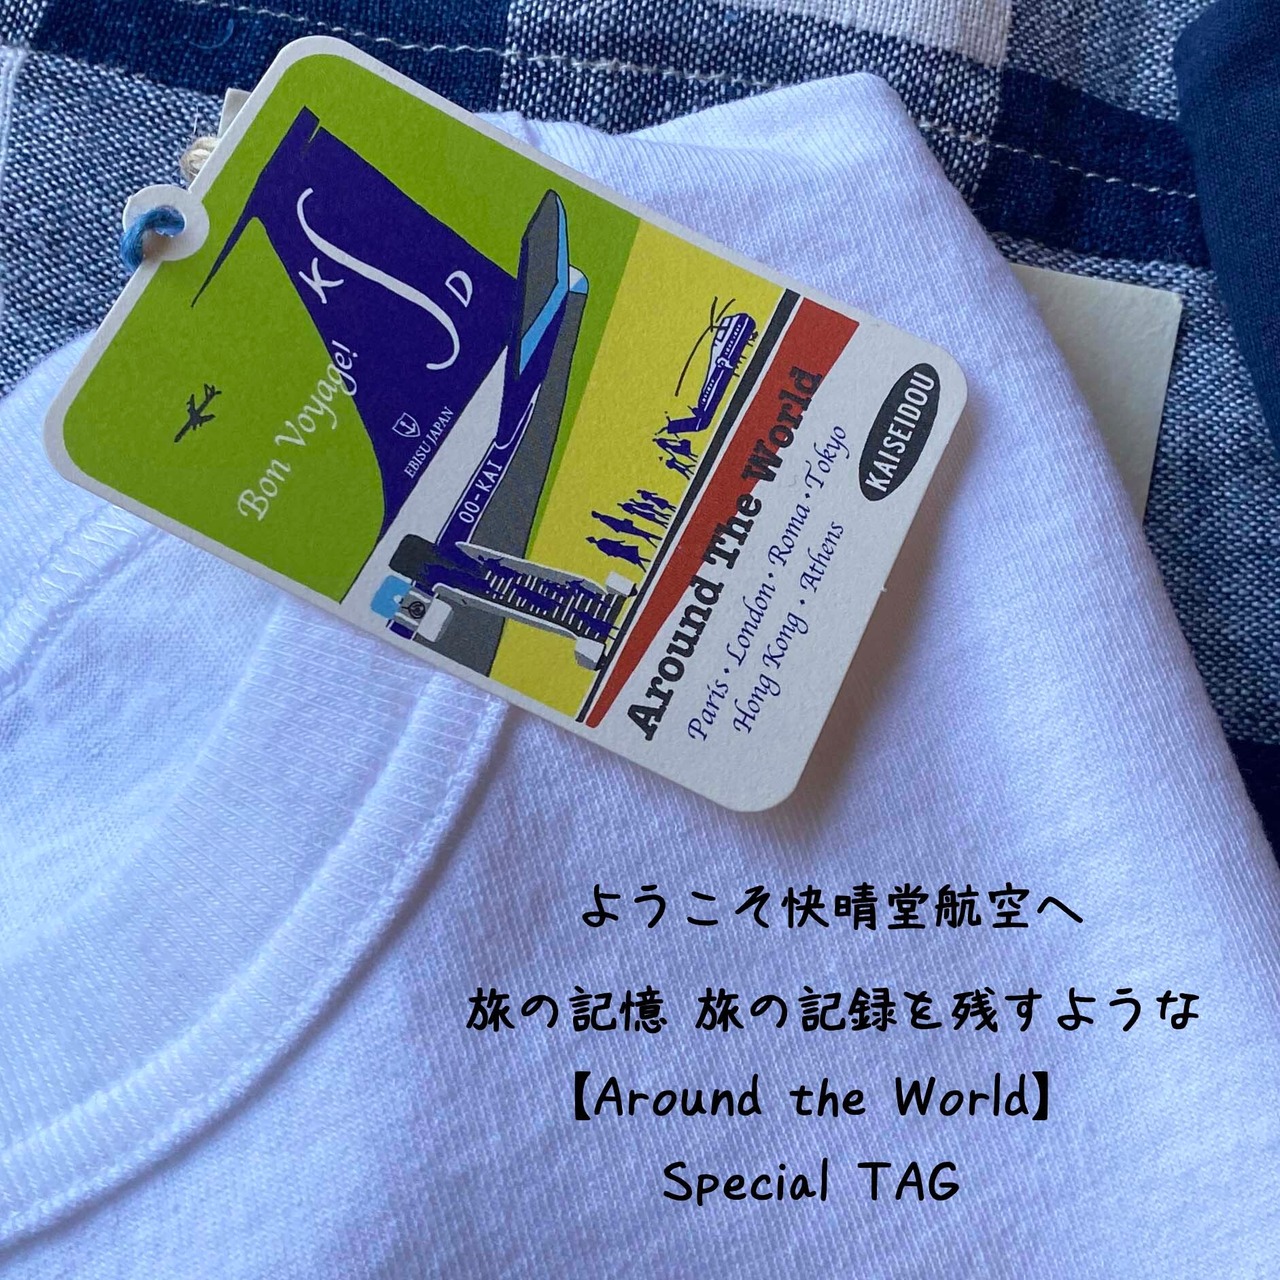 K S D
Bon Voyage!
EBISU JAPAN
OO-KAI
Around The World
Paris・London・Roma・Tokyo
Hong Kong・Athens
KAISEIDOU
ようこそ快晴堂航空へ
旅の記憶 旅の記録を残すような
【Around the World】
Special TAG